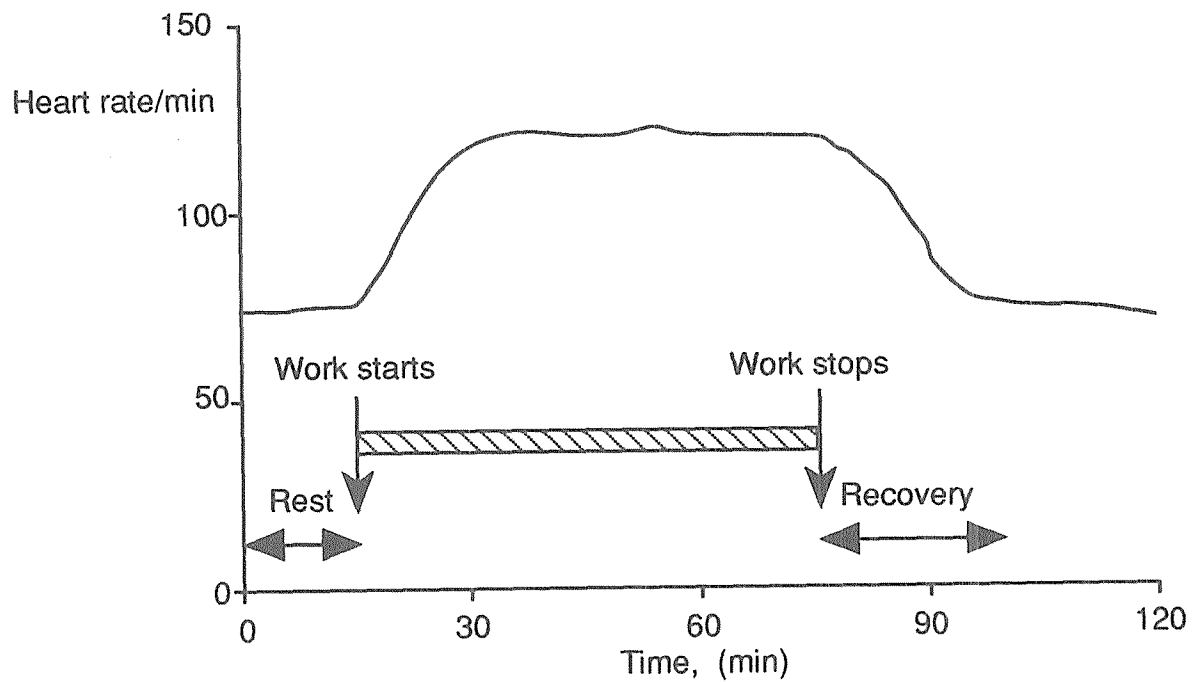 150
Heart rate/min
100
Work starts
Work stops
50
Rest
Recovery
0
0 30 60 90 120
Time, (min)